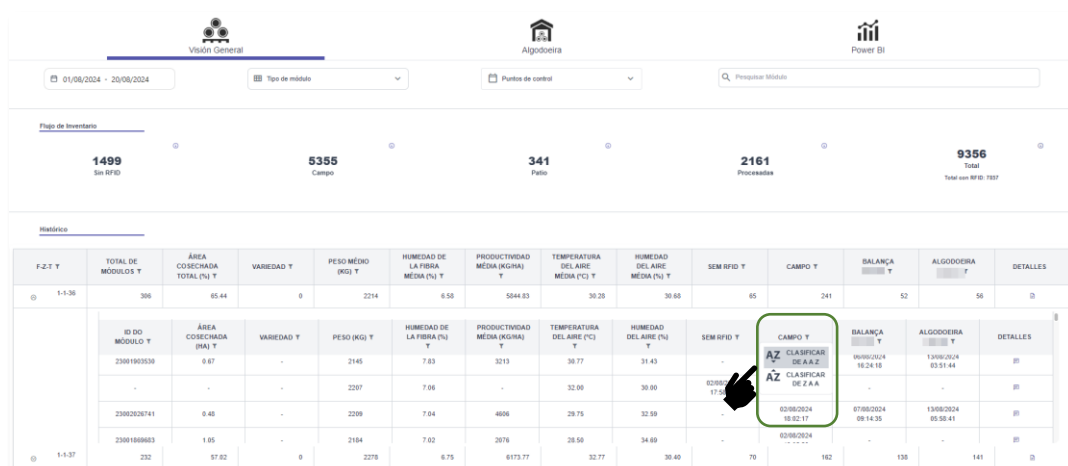 Visión General
Algodoeira
Power BI
01/08/2024 - 20/08/2024
Tipo de módulo
Puntos de control
Pesquisar Módulo
Flujo de Inventario
1499
Sin RFID
5355
Campo
341
Patio
2161
Procesadas
9356
Total
Total con RFID: 7857
Histórico
F-Z-T
TOTAL DE MÓDULOS
ÁREA COSECHADA TOTAL (%)
VARIEDAD
PESO MÉDIO (KG)
HUMEDAD DE LA FIBRA MÉDIA (%)
PRODUCTIVIDAD MÉDIA (KG/HA)
TEMPERATURA DEL AIRE MÉDIA (°C)
HUMEDAD DEL AIRE MÉDIA (%)
SEM RFID
CAMPO
BALANÇA
ALGODOEIRA
DETALLES
1-1-36 306 65.44 0 2214 6.58 5844.83 30.28 30.68 65 241 52 56
ID DO MÓDULO
ÁREA COSECHADA (HA)
VARIEDAD
PESO (KG)
HUMEDAD DE LA FIBRA (%)
PRODUCTIVIDAD MÉDIA (KG/HA)
TEMPERATURA DEL AIRE (°C)
HUMEDAD DEL AIRE (%)
SEM RFID
CAMPO
BALANÇA
ALGODOEIRA
DETALLES
AZ CLASIFICAR DE A A Z
AZ CLASIFICAR DE Z A A
23001903530 0.67 - 2145 7.63 3213 30.77 31.43 - 06/08/2024 16:24:18 13/08/2024 03:51:44
- - - 2207 7.06 - 32.00 30.00 - -
23002026741 0.48 - 2209 7.04 4606 29.75 32.59 - 02/08/2024 18:02:17 07/08/2024 09:14:35 13/08/2024 05:58:41
23001869683 1.05 - 2184 7.02 2076 28.50 34.69 - 02/08/2024 - -
1-1-37 232 57.02 0 2278 6.75 6173.77 32.77 30.40 70 162 138 141